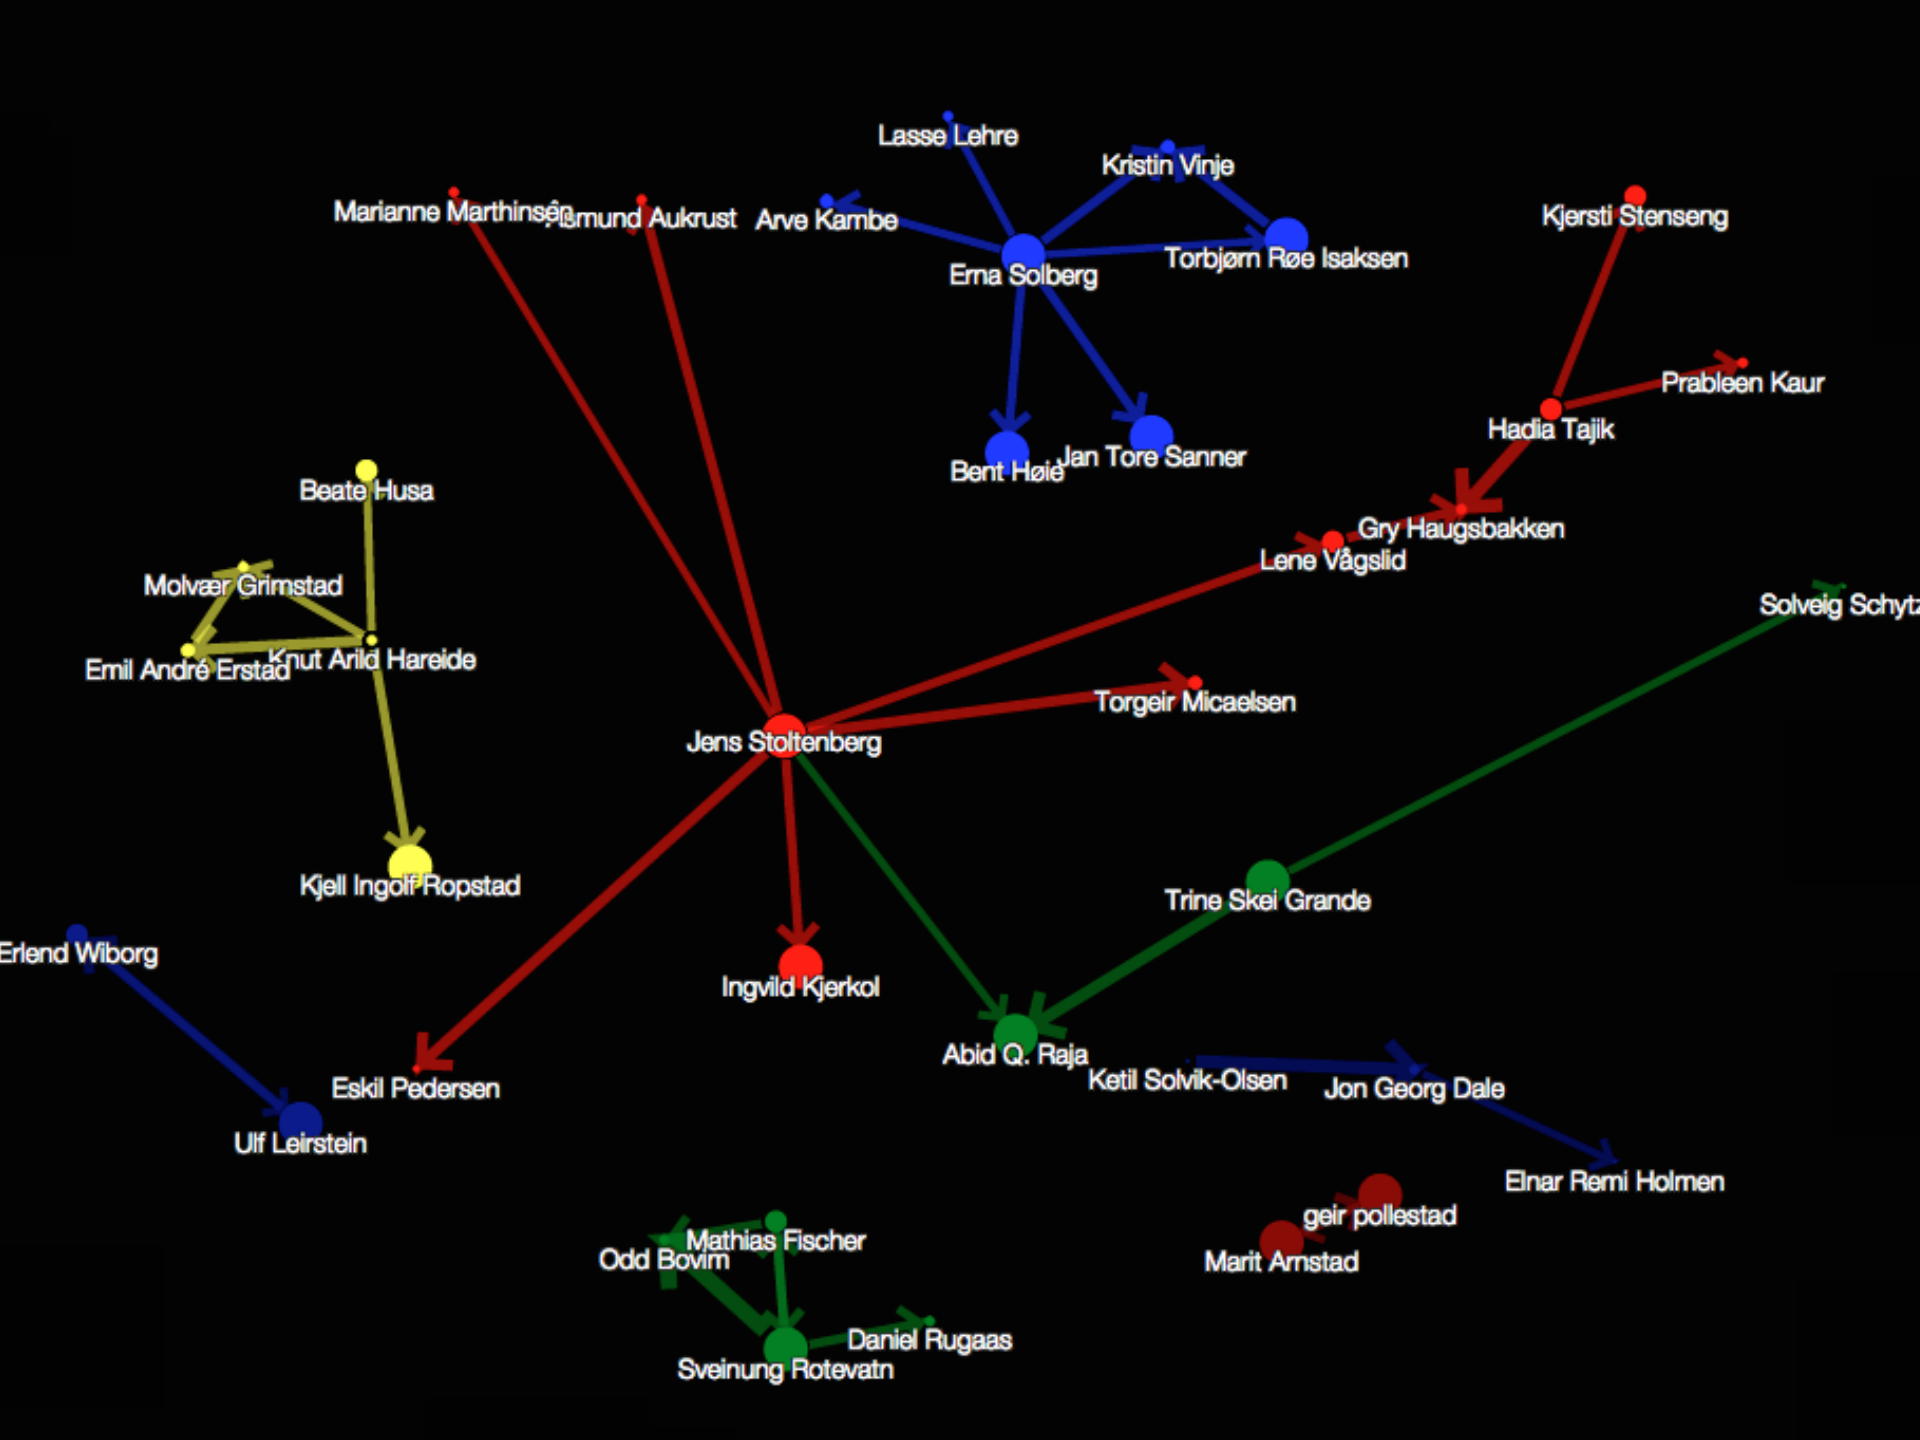 Lasse Lehre
Kristin Vinje
Marianne Marthinsen
Aukrust
Arve Kambe
Kjersti Stenseng
Erna Solberg
Torbjørn Røe Isaksen
Prableen Kaur
Hadia Tajik
Bent Høie
Jan Tore Sanner
Beate Husa
Gry Haugsbakken
Lene Vågslid
Molvær Grimstad
Solveig Schytz
Emil André Erstad
Knut Arild Hareide
Torgeir Micaelsen
Jens Stoltenberg
Kjell Ingolf Ropstad
Trine Skei Grande
Erlend Wiborg
Ingvild Kjerkol
Abid Q. Raja
Ketil Solvik-Olsen
Jon Georg Dale
Eskil Pedersen
Ulf Leirstein
Einar Remi Holmen
geir pollestad
Mathias Fischer
Odd Bovim
Marit Arnstad
Daniel Rugaas
Sveinung Rotevatn